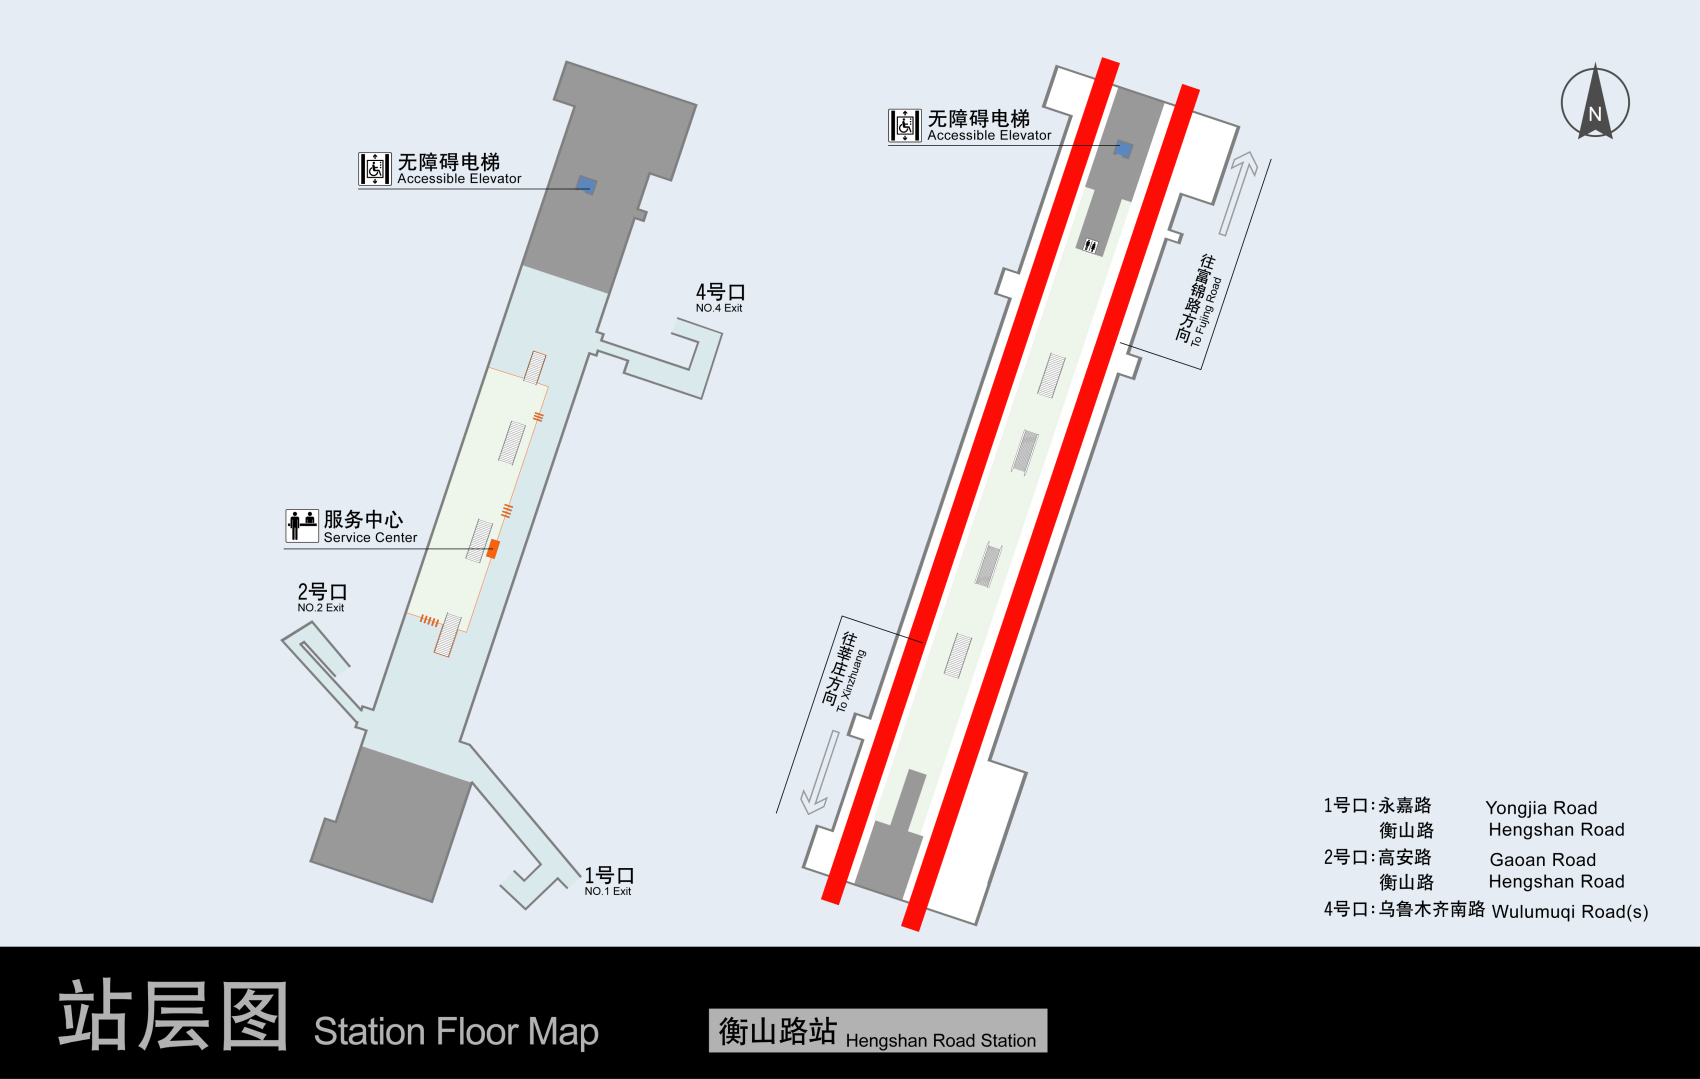 无障碍电梯
Accessible Elevator
4号口
NO.4 Exit
服务中心
Service Center
2号口
NO.2 Exit
1号口
NO.1 Exit
无障碍电梯
Accessible Elevator
N
往富锦路方向
To Fujing Road
往莘庄方向
To Xinzhuang
1号口:永嘉路 Yongjia Road
衡山路 Hengshan Road
2号口:高安路 Gaoan Road
衡山路 Hengshan Road
4号口:乌鲁木齐南路 Wulumuqi Road(s)
站层图 Station Floor Map
衡山路站 Hengshan Road Station